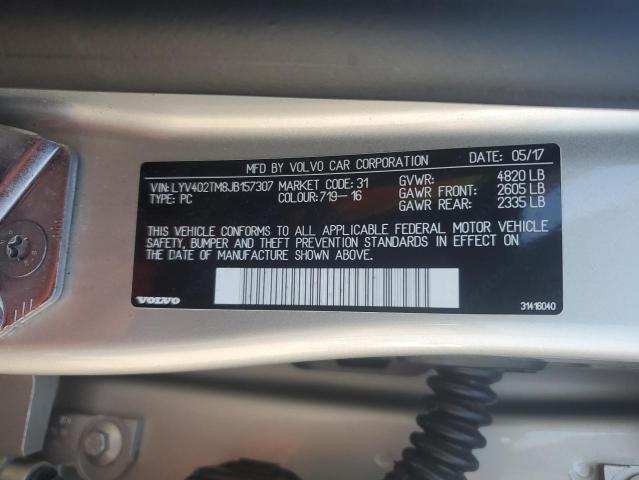 MFD BY VOLVO CAR CORPORATION DATE: 05/17
VIN: LYV402TM8JB157307 MARKET CODE: 31 GVWR: 4820 LB
TYPE: PC COLOUR: 719-16 GAWR FRONT: 2605 LB
GAWR REAR: 2335 LB
THIS VEHICLE CONFORMS TO ALL APPLICABLE FEDERAL MOTOR VEHICLE
SAFETY, BUMPER AND THEFT PREVENTION STANDARDS IN EFFECT ON
THE DATE OF MANUFACTURE SHOWN ABOVE.
VOLVO 31416040